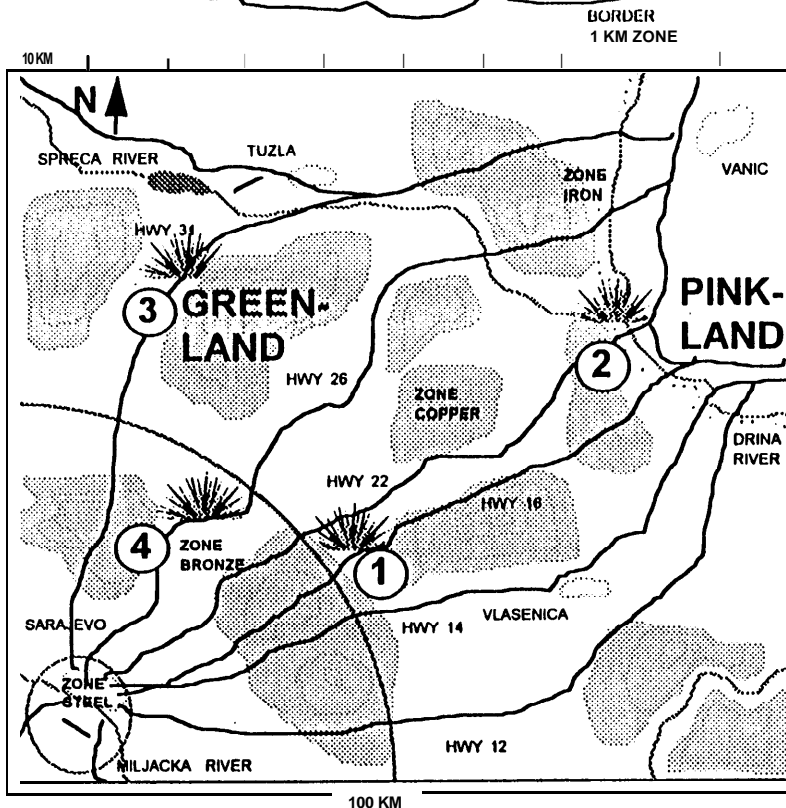 BORDER
1 KM ZONE
10 KM
N
SPRECA RIVER
TUZLA
VANIC
ZONE
IRON
HWY 31
3
GREEN-
LAND
PINK-
LAND
2
HWY 26
ZONE
COPPER
DRINA
RIVER
HWY 22
HWY 16
4
ZONE
BRONZE
1
SARAJEVO
HWY 14
VLASENICA
ZONE
STEEL
HWY 12
MILJACKA RIVER
100 KM